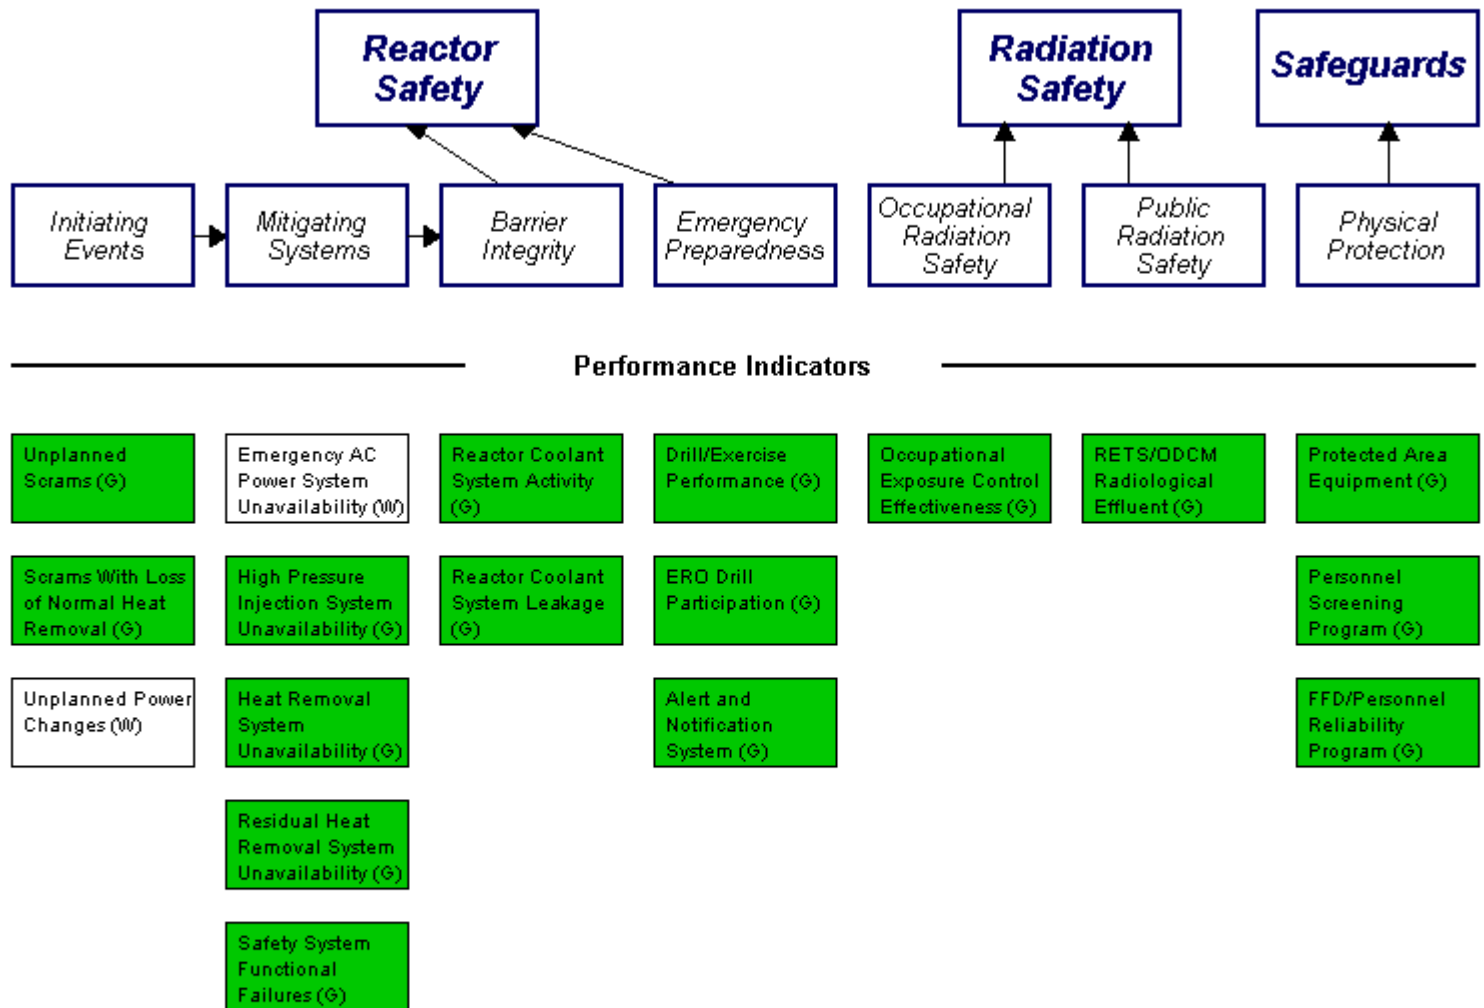 Reactor
Safety
Radiation
Safety
Safeguards
Initiating
Events
Mitigating
Systems
Barrier
Integrity
Emergency
Preparedness
Occupational
Radiation
Safety
Public
Radiation
Safety
Physical
Protection
Performance Indicators
Unplanned
Scrams (G)
Emergency AC
Power System
Unavailability (W)
Reactor Coolant
System Activity
(G)
Drill/Exercise
Performance (G)
Occupational
Exposure Control
Effectiveness (G)
RETS/ODCM
Radiological
Effluent (G)
Protected Area
Equipment (G)
Scrams With Loss
of Normal Heat
Removal (G)
High Pressure
Injection System
Unavailability (G)
Reactor Coolant
System Leakage
(G)
ERO Drill
Participation (G)
Personnel
Screening
Program (G)
Unplanned Power
Changes (W)
Heat Removal
System
Unavailability (G)
Alert and
Notification
System (G)
FFD/Personnel
Reliability
Program (G)
Residual Heat
Removal System
Unavailability (G)
Safety System
Functional
Failures (G)